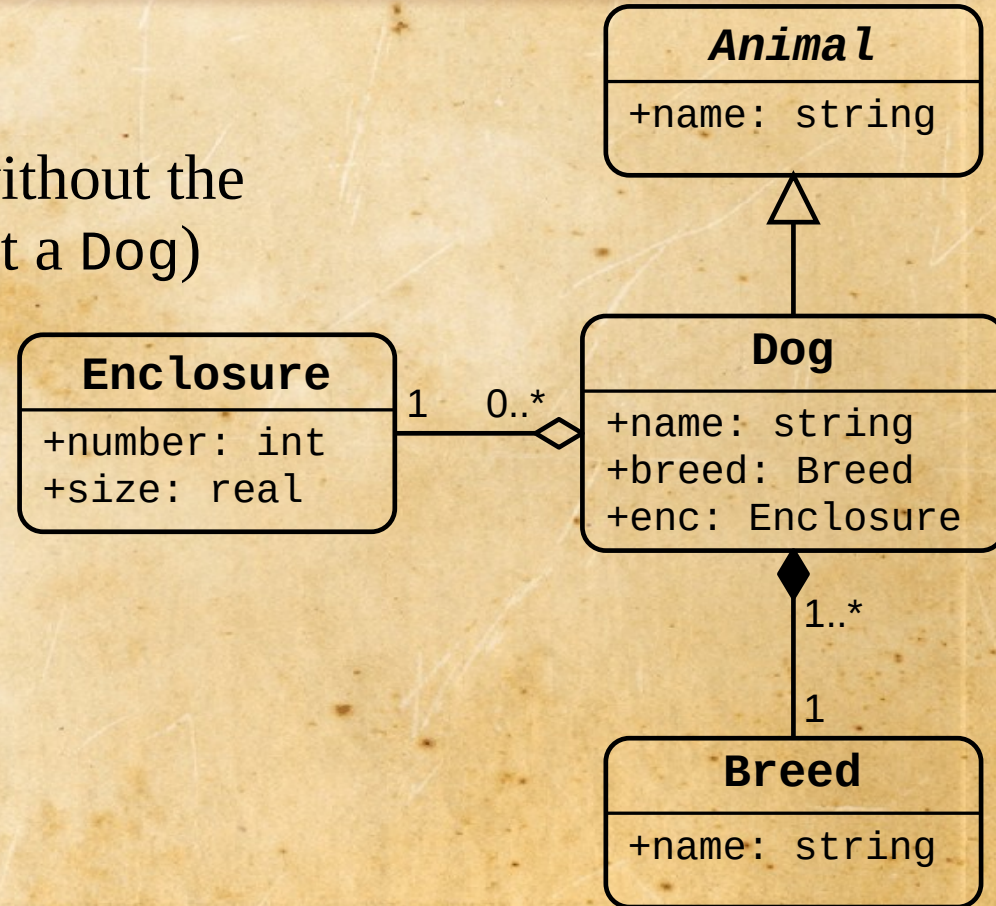 Animal
+name: string
ithout the
t a Dog)
Enclosure
+number: int
+size: real
1 0..*
Dog
+name: string
+breed: Breed
+enc: Enclosure
1..*
1
Breed
+name: string